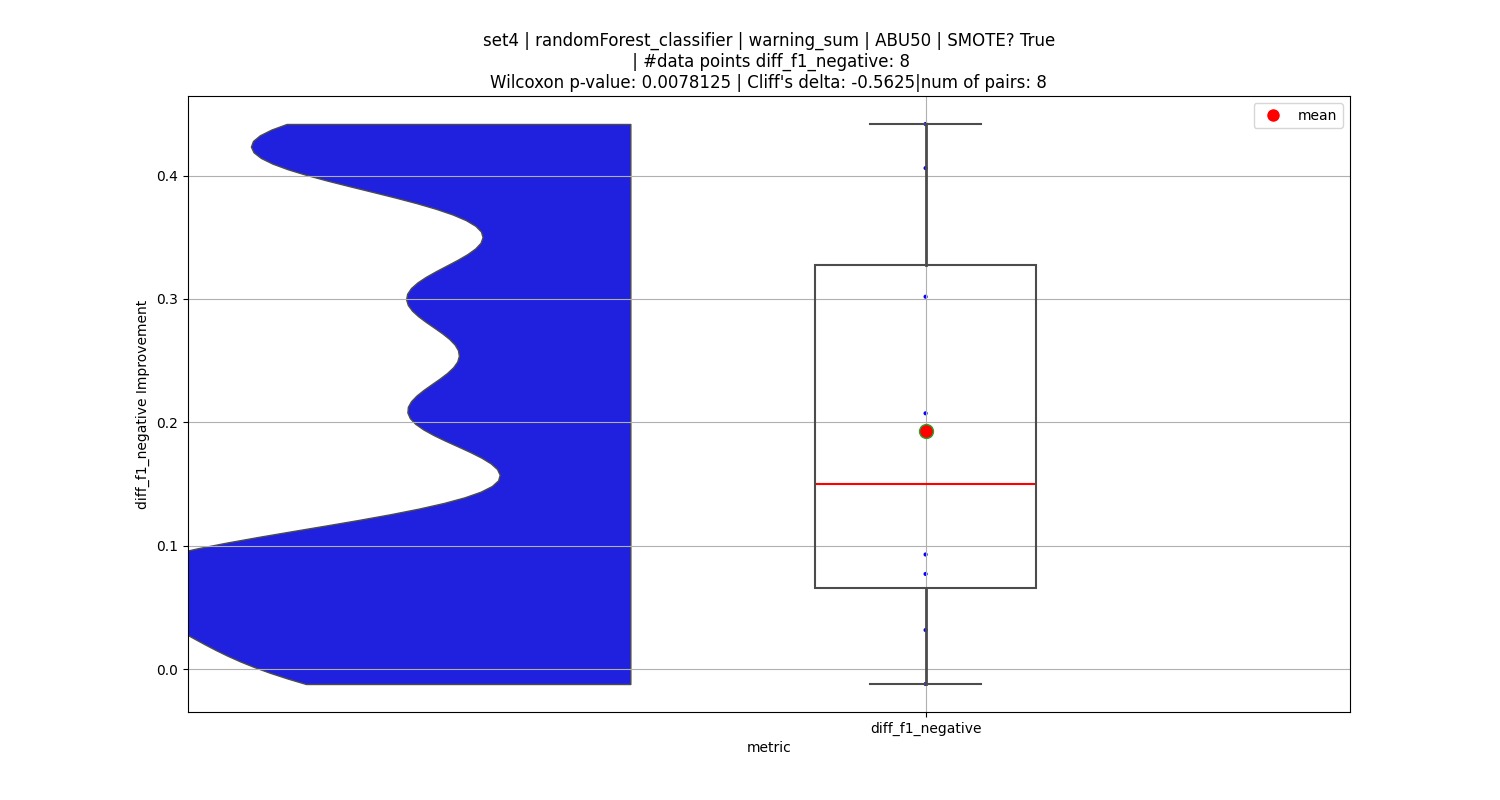 set4 | randomForest_classifier | warning_sum | ABU50 | SMOTE? True
| #data points diff_f1_negative: 8
Wilcoxon p-value: 0.0078125 | Cliff's delta: -0.5625|num of pairs: 8
mean
0.4
0.3
0.2
0.1
0.0
diff_f1_negative Improvement
diff_f1_negative
metric